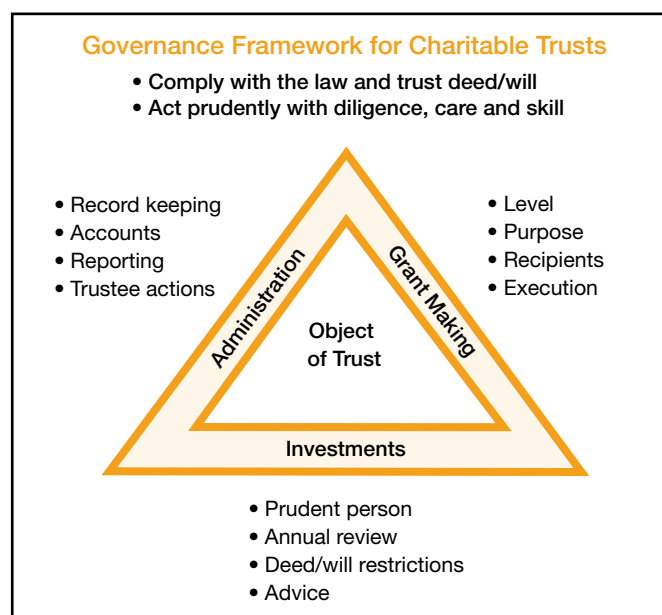 Governance Framework for Charitable Trusts
• Comply with the law and trust deed/will
• Act prudently with diligence, care and skill
• Record keeping
• Accounts
• Reporting
• Trustee actions
• Level
• Purpose
• Recipients
• Execution
Administration
Grant Making
Object
of Trust
Investments
• Prudent person
• Annual review
• Deed/will restrictions
• Advice